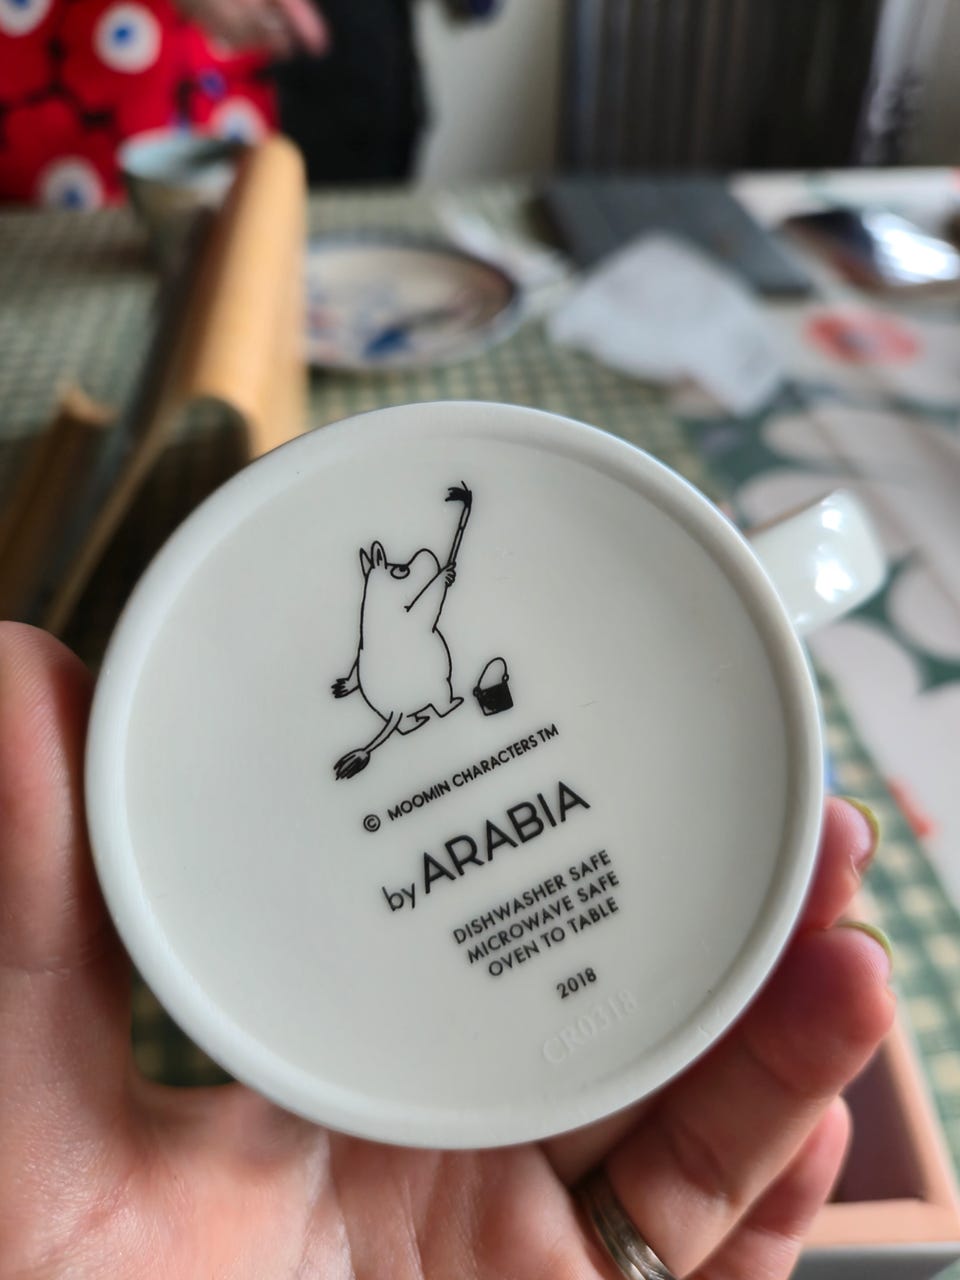 © MOOMIN CHARACTERS TM
by ARABIA
DISHWASHER SAFE
MICROWAVE SAFE
OVEN TO TABLE
2018
CR0318